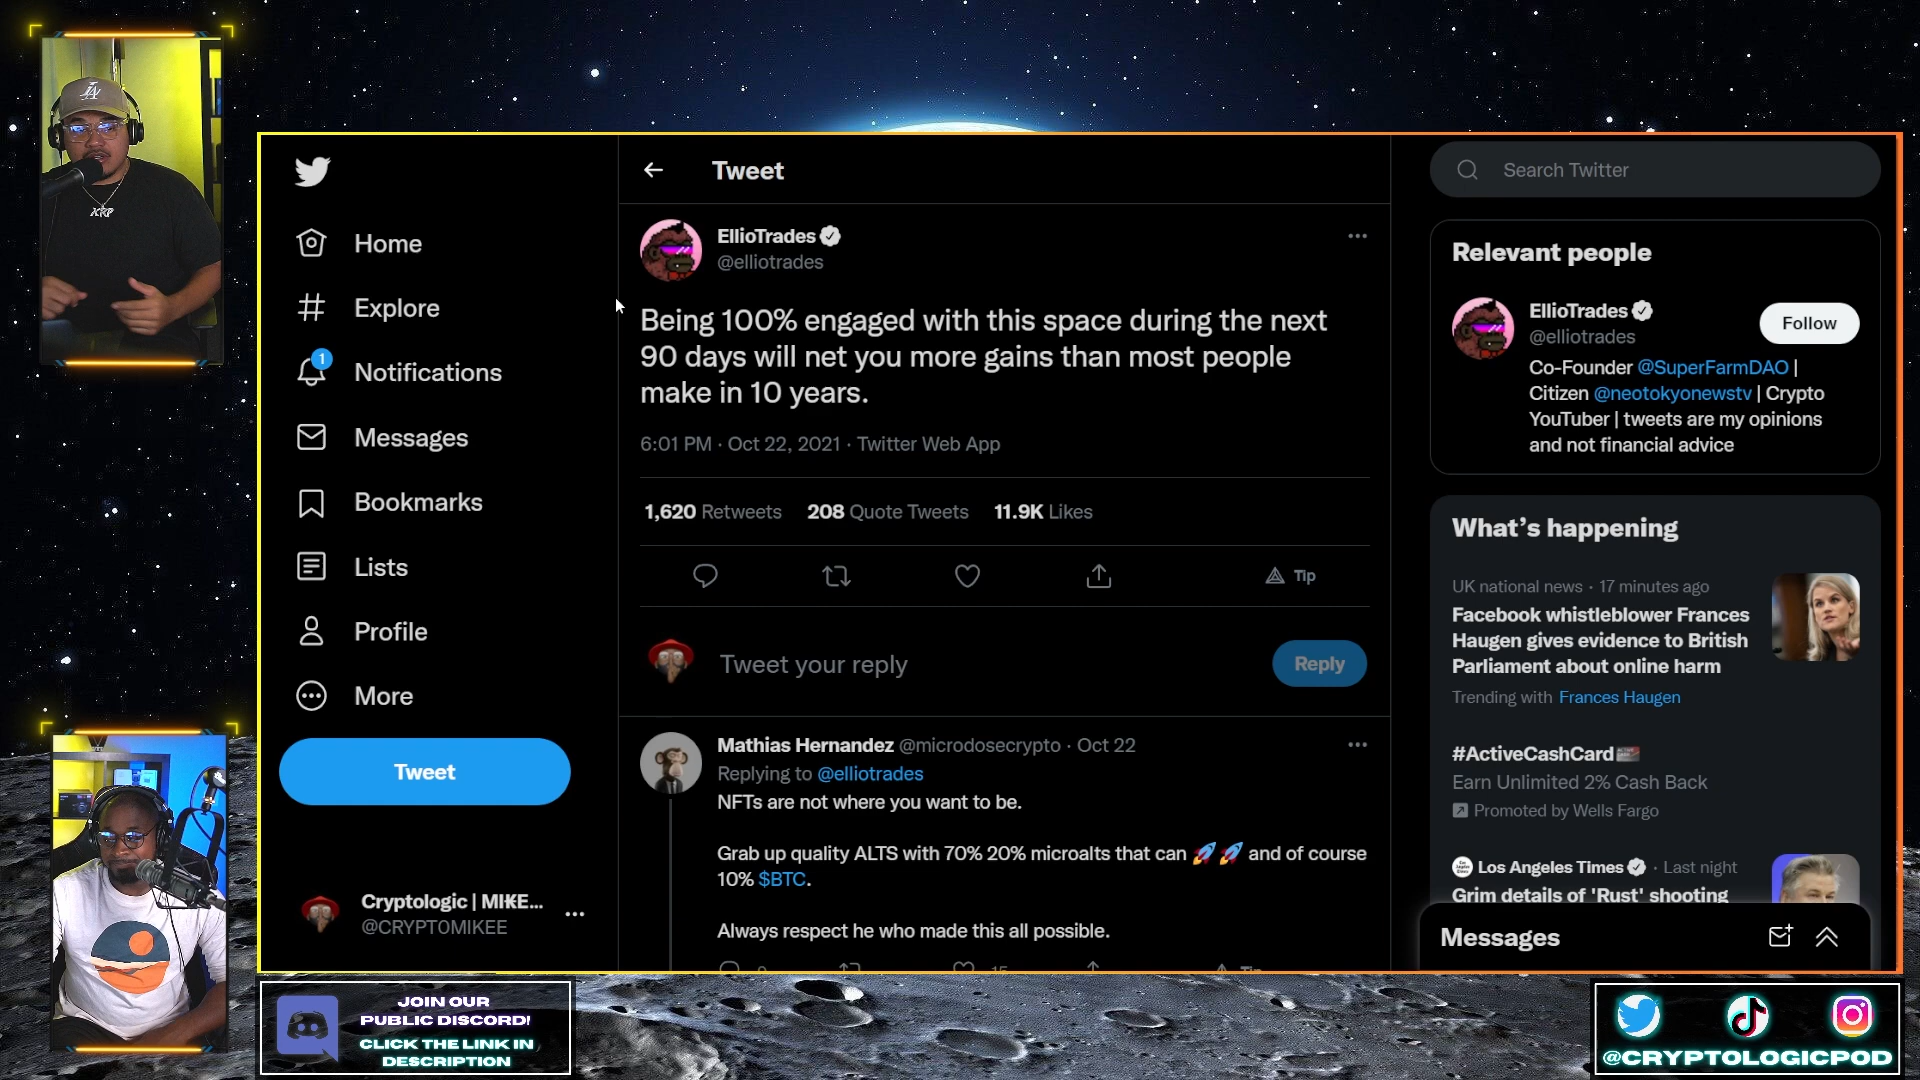 LA
XRP
Home
Explore
1
Notifications
Messages
Bookmarks
Lists
Profile
More
Tweet
Cryptologic | MIKE...
@CRYPTOMIKEE
Tweet
EllioTrades
@elliotrades
Being 100% engaged with this space during the next
90 days will net you more gains than most people
make in 10 years.
6:01 PM · Oct 22, 2021 · Twitter Web App
1,620 Retweets 208 Quote Tweets 11.9K Likes
Tip
Tweet your reply
Reply
Mathias Hernandez @microdosecrypto · Oct 22
Replying to @elliotrades
NFTs are not where you want to be.
Grab up quality ALTS with 70% 20% microalts that can 🚀 🚀 and of course
10% $BTC.
Always respect he who made this all possible.
Search Twitter
Relevant people
EllioTrades
@elliotrades
Follow
Co-Founder @SuperFarmDAO |
Citizen @neotokyonewstv | Crypto
YouTuber | tweets are my opinions
and not financial advice
What's happening
UK national news · 17 minutes ago
Facebook whistleblower Frances
Haugen gives evidence to British
Parliament about online harm
Trending with Frances Haugen
#ActiveCashCard
Earn Unlimited 2% Cash Back
Promoted by Wells Fargo
Los Angeles Times · Last night
Grim details of 'Rust' shooting
Messages
JOIN OUR
PUBLIC DISCORD!
CLICK THE LINK IN
DESCRIPTION
@CRYPTOLOGICPOD